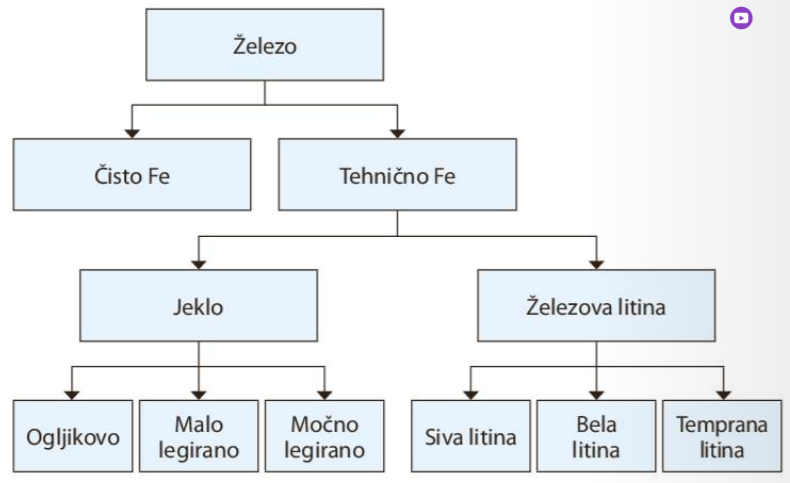 Železo
Čisto Fe
Tehnično Fe
Jeklo
Železova litina
Ogljikovo
Malo
legirano
Močno
legirano
Siva litina
Bela
litina
Temprana
litina